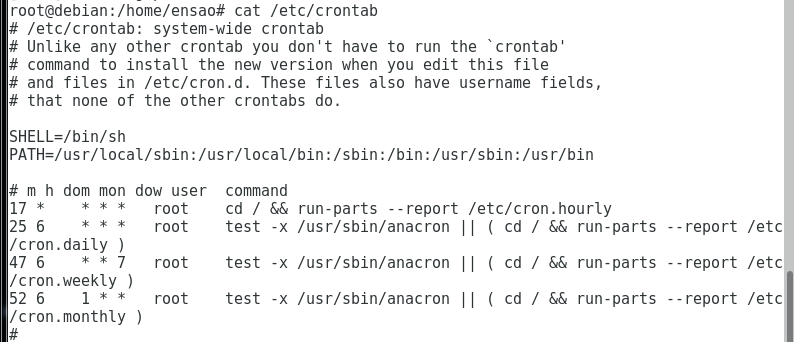 root@debian:/home/ensao# cat /etc/crontab
# /etc/crontab: system-wide crontab
# Unlike any other crontab you don't have to run the `crontab'
# command to install the new version when you edit this file
# and files in /etc/cron.d. These files also have username fields,
# that none of the other crontabs do.

SHELL=/bin/sh
PATH=/usr/local/sbin:/usr/local/bin:/sbin:/bin:/usr/sbin:/usr/bin

# m h dom mon dow user  command
17 *    * * *   root    cd / && run-parts --report /etc/cron.hourly
25 6    * * *   root    test -x /usr/sbin/anacron || ( cd / && run-parts --report /etc
/cron.daily )
47 6    * * 7   root    test -x /usr/sbin/anacron || ( cd / && run-parts --report /etc
/cron.weekly )
52 6    1 * *   root    test -x /usr/sbin/anacron || ( cd / && run-parts --report /etc
/cron.monthly )
#